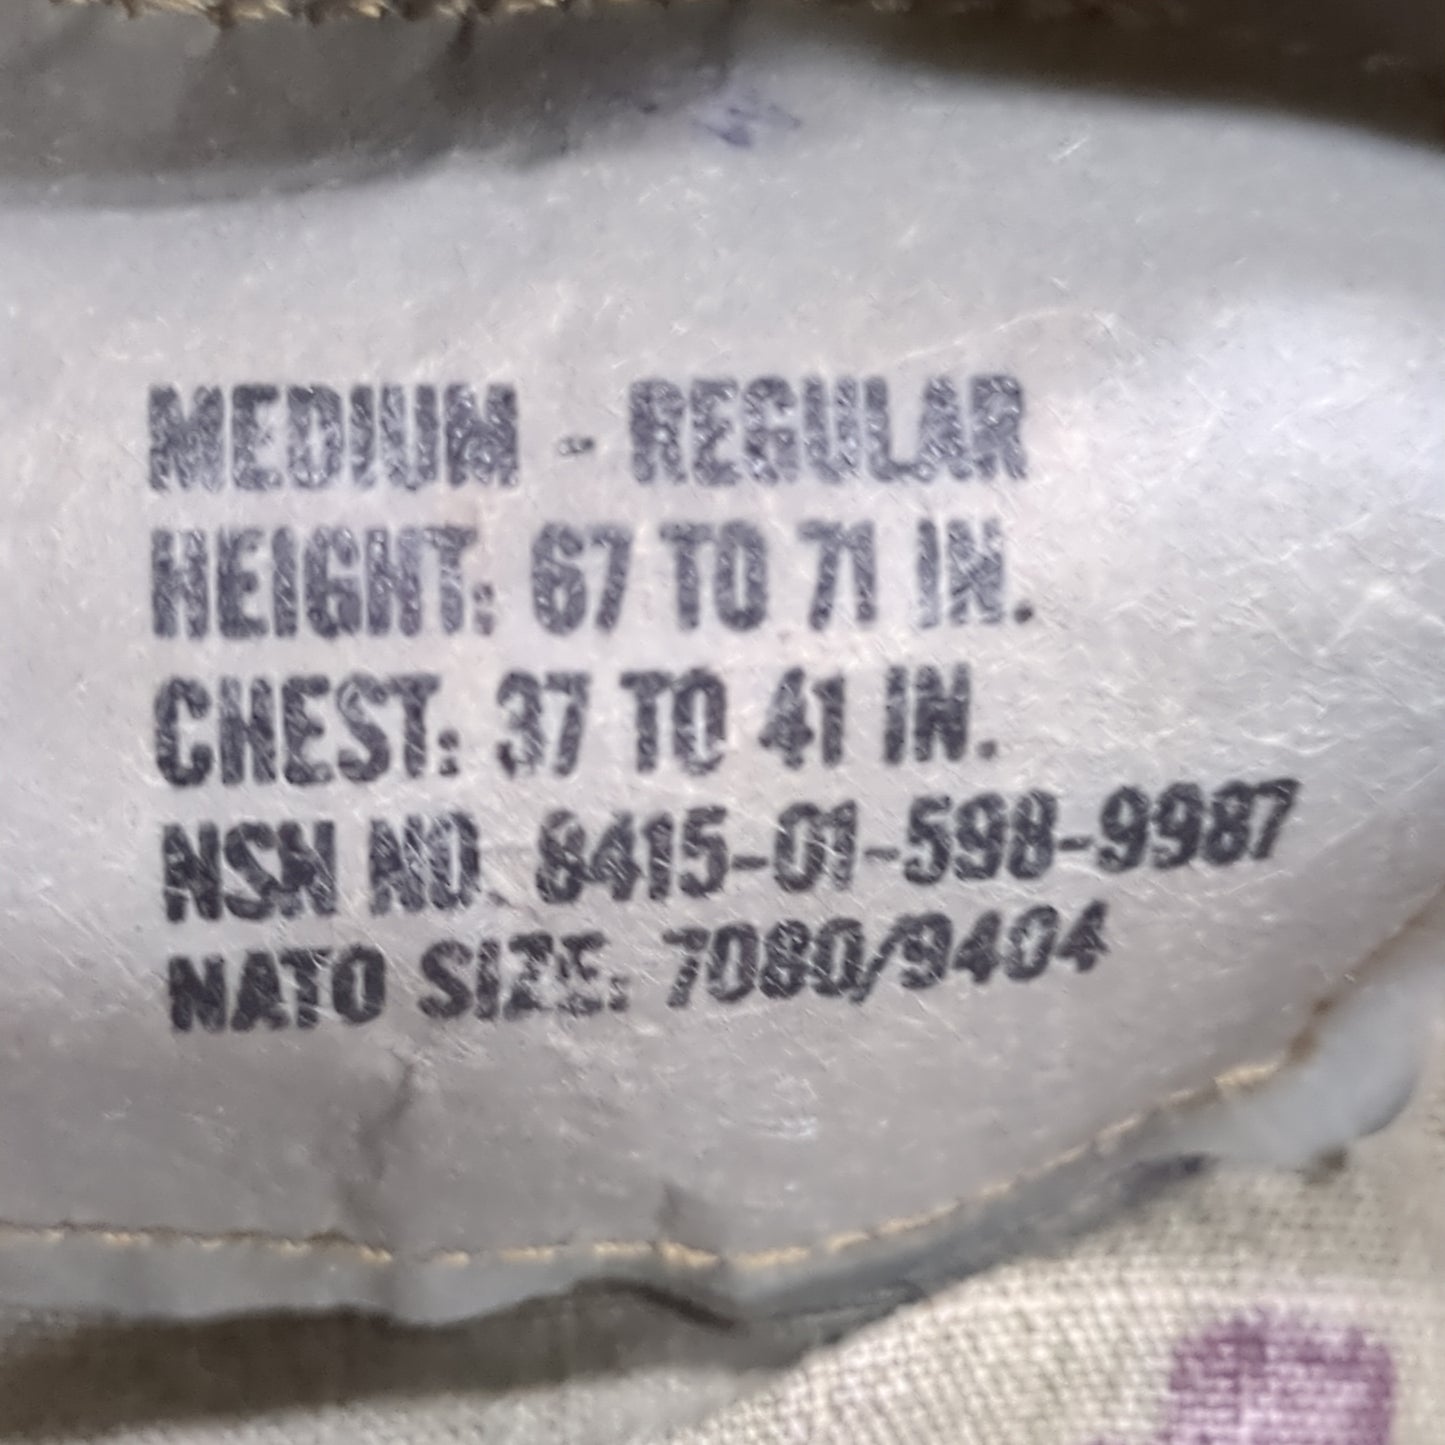 MEDIUM - REGULAR
HEIGHT: 67 TO 71 IN.
CHEST: 37 TO 41 IN.
NSN NO. 8415-01-598-9987
NATO SIZE: 7080/9404